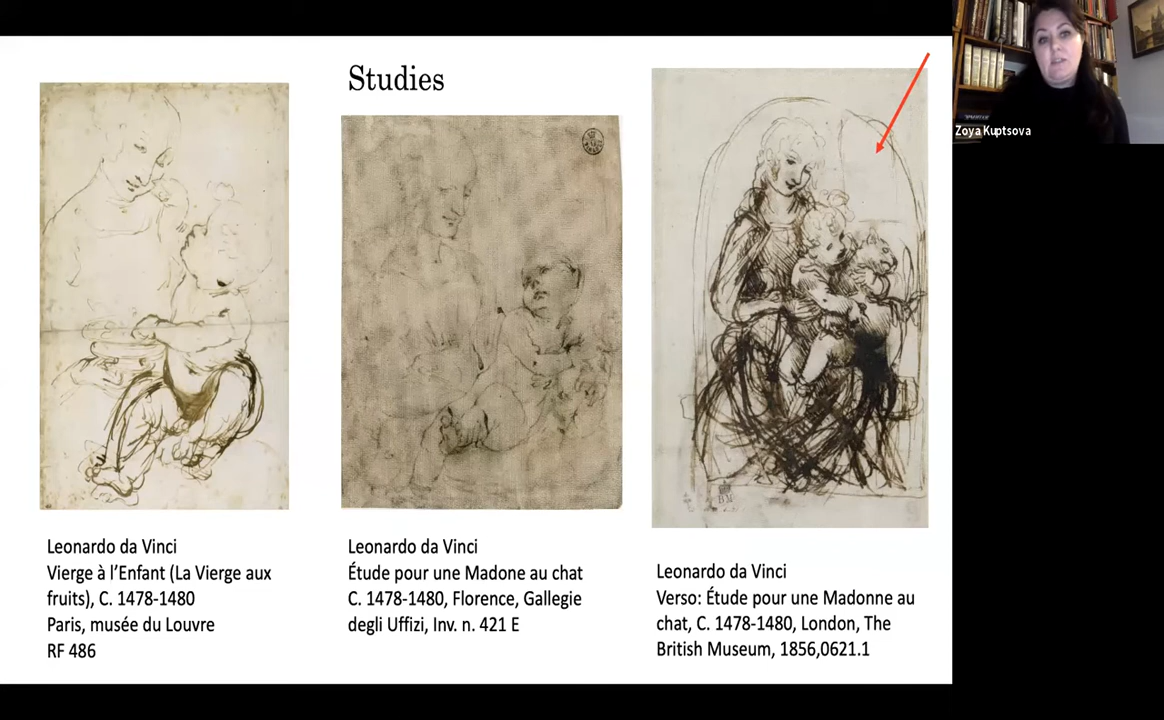 Studies
Zoya Kuptsova
Leonardo da Vinci
Vierge à l’Enfant (La Vierge aux
fruits), C. 1478-1480
Paris, musée du Louvre
RF 486
Leonardo da Vinci
Étude pour une Madone au chat
C. 1478-1480, Florence, Gallegie
degli Uffizi, Inv. n. 421 E
Leonardo da Vinci
Verso: Étude pour une Madonne au
chat, C. 1478-1480, London, The
British Museum, 1856,0621.1